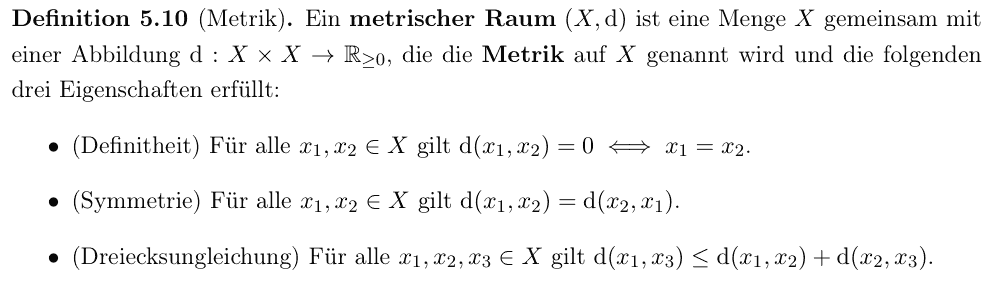 Definition 5.10 (Metrik). Ein metrischer Raum (X, d) ist eine Menge X gemeinsam mit
einer Abbildung d : X × X → ℝ≥0, die die Metrik auf X genannt wird und die folgenden
drei Eigenschaften erfüllt:
• (Definitheit) Für alle x₁, x₂ ∈ X gilt d(x₁, x₂) = 0 ⟺ x₁ = x₂.
• (Symmetrie) Für alle x₁, x₂ ∈ X gilt d(x₁, x₂) = d(x₂, x₁).
• (Dreiecksungleichung) Für alle x₁, x₂, x₃ ∈ X gilt d(x₁, x₃) ≤ d(x₁, x₂) + d(x₂, x₃).